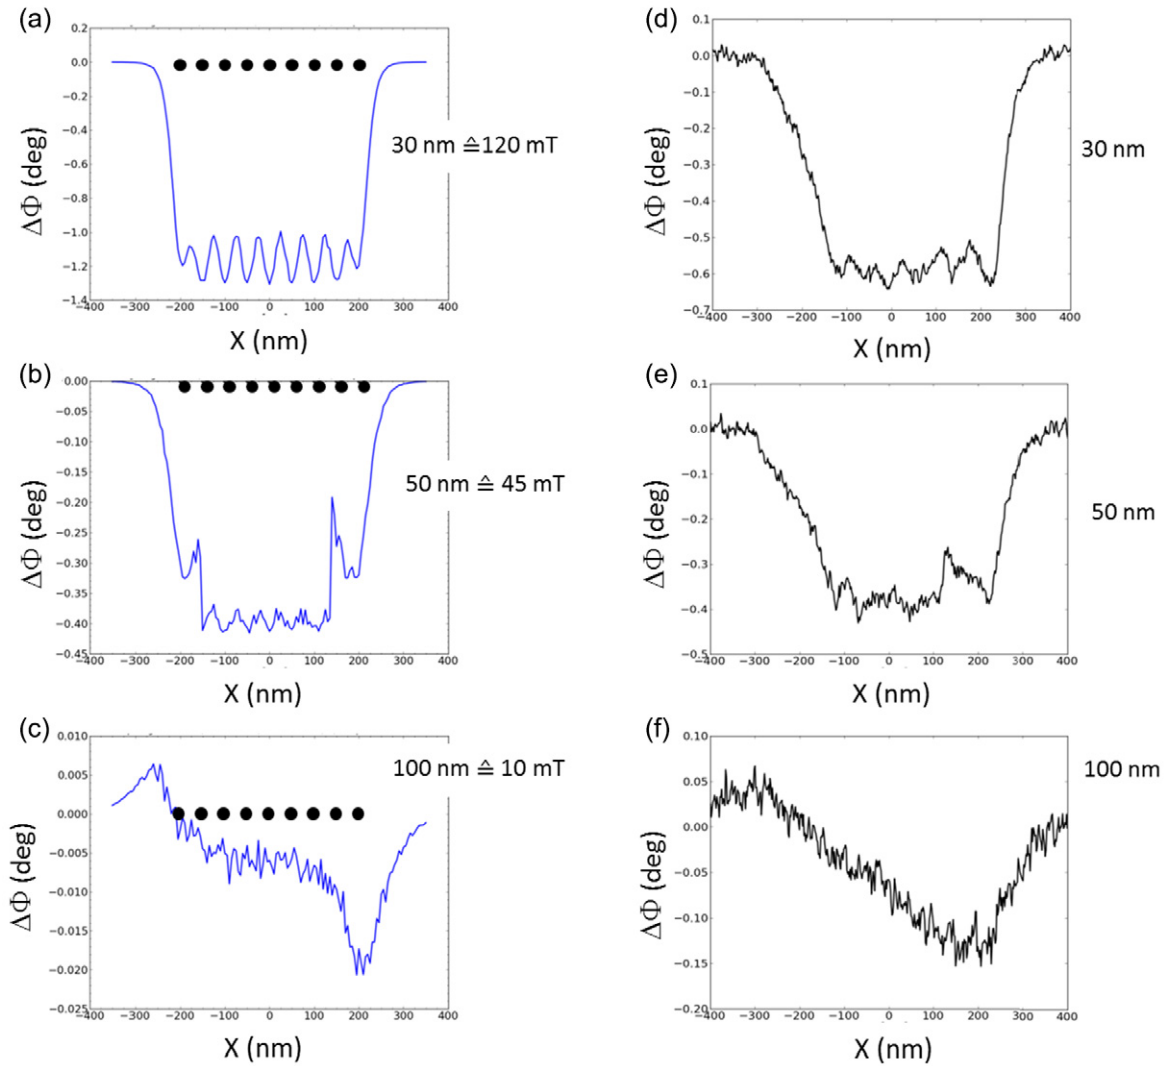 (a)
0.2
0.0
−0.2
−0.4
−0.6
−0.8
−1.0
−1.2
−1.4
−400 −300 −200 −100 0 100 200 300 400
ΔΦ (deg)
X (nm)
30 nm ≙120 mT
(d)
0.1
0.0
−0.1
−0.2
−0.3
−0.4
−0.5
−0.6
−0.7
−400 −300 −200 −100 0 100 200 300 400
ΔΦ (deg)
X (nm)
30 nm
(b)
0.00
−0.05
−0.10
−0.15
−0.20
−0.25
−0.30
−0.35
−0.40
−0.45
−400 −300 −200 −100 0 100 200 300 400
ΔΦ (deg)
X (nm)
50 nm ≙ 45 mT
(e)
0.1
0.0
−0.1
−0.2
−0.3
−0.4
−0.5
−400 −300 −200 −100 0 100 200 300 400
ΔΦ (deg)
X (nm)
50 nm
(c)
0.010
0.005
0.000
−0.005
−0.010
−0.015
−0.020
−0.025
−400 −300 −200 −100 0 100 200 300 400
ΔΦ (deg)
X (nm)
100 nm ≙ 10 mT
(f)
0.10
0.05
0.00
−0.05
−0.10
−0.15
−0.20
−400 −300 −200 −100 0 100 200 300 400
ΔΦ (deg)
X (nm)
100 nm